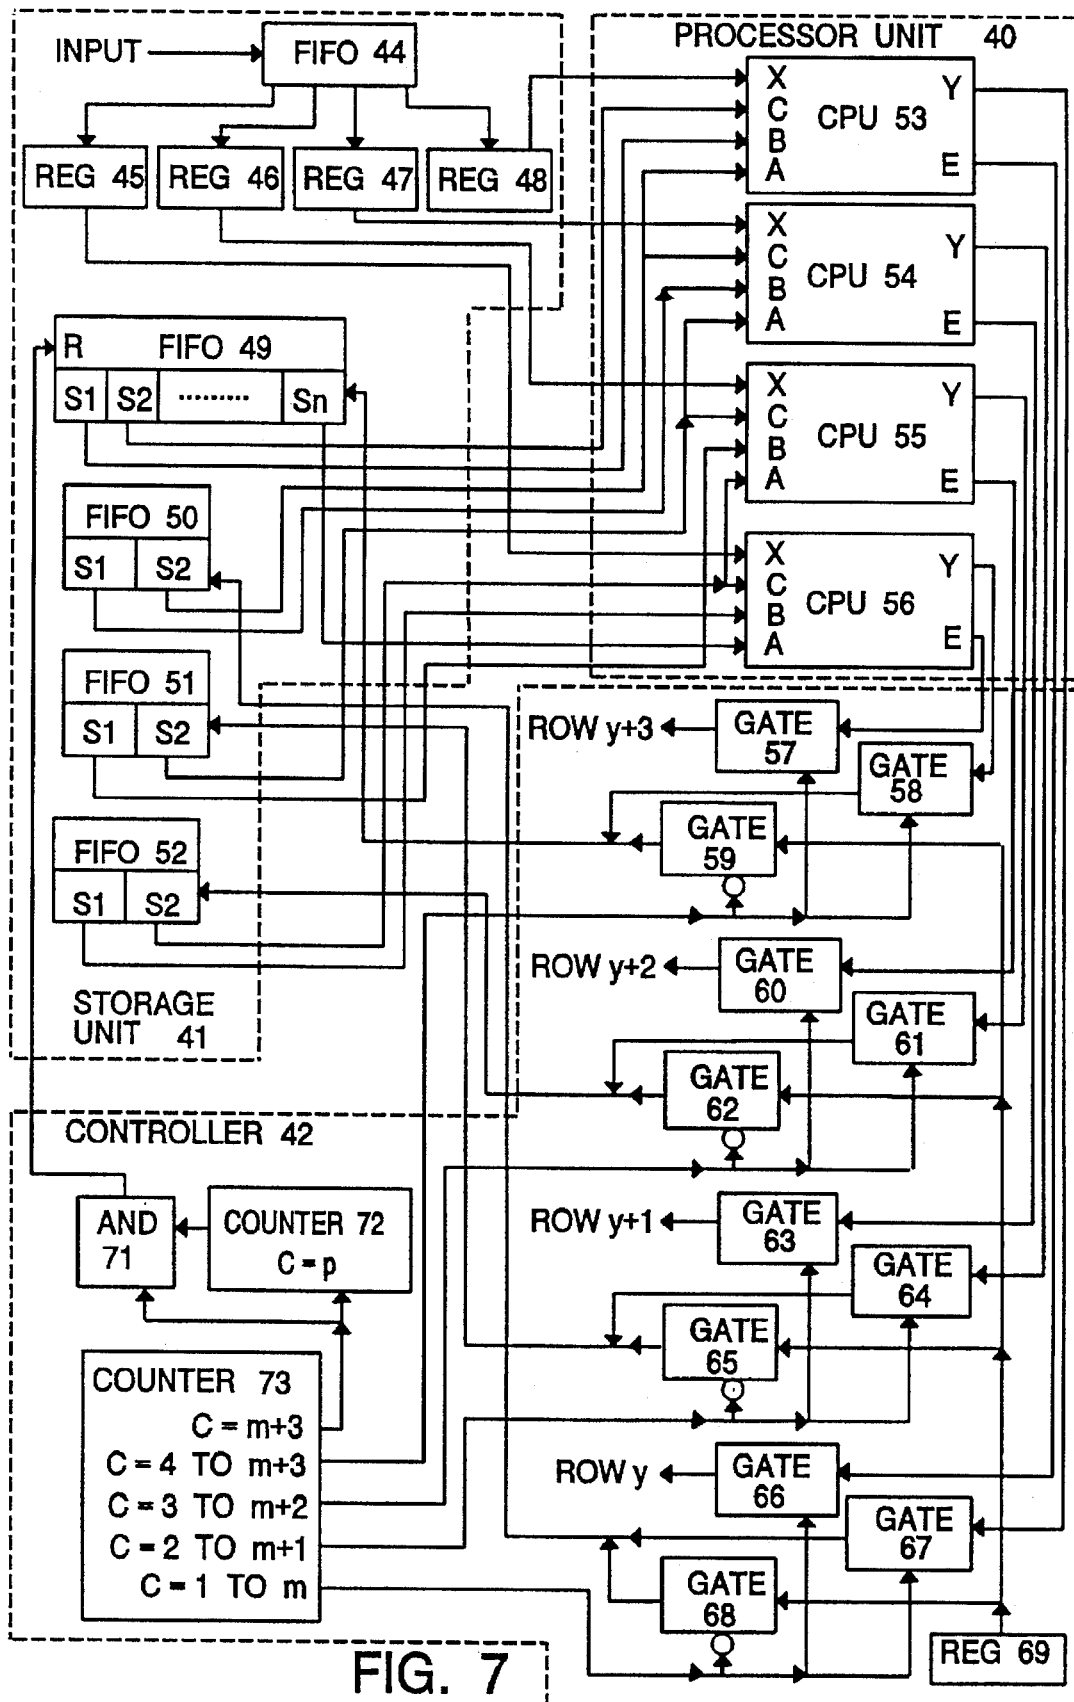 INPUT
FIFO 44
REG 45
REG 46
REG 47
REG 48
PROCESSOR UNIT 40
X
C
B
A
CPU 53
Y
E
X
C
B
A
CPU 54
Y
E
X
C
B
A
CPU 55
Y
E
X
C
B
A
CPU 56
Y
E
R FIFO 49
S1 S2 ......... Sn
FIFO 50
S1 S2
FIFO 51
S1 S2
FIFO 52
S1 S2
STORAGE
UNIT 41
ROW y+3
GATE
57
GATE
58
GATE
59
ROW y+2
GATE
60
GATE
61
GATE
62
ROW y+1
GATE
63
GATE
64
GATE
65
ROW y
GATE
66
GATE
67
GATE
68
REG 69
CONTROLLER 42
AND
71
COUNTER 72
C = p
COUNTER 73
C = m+3
C = 4 TO m+3
C = 3 TO m+2
C = 2 TO m+1
C = 1 TO m
FIG. 7